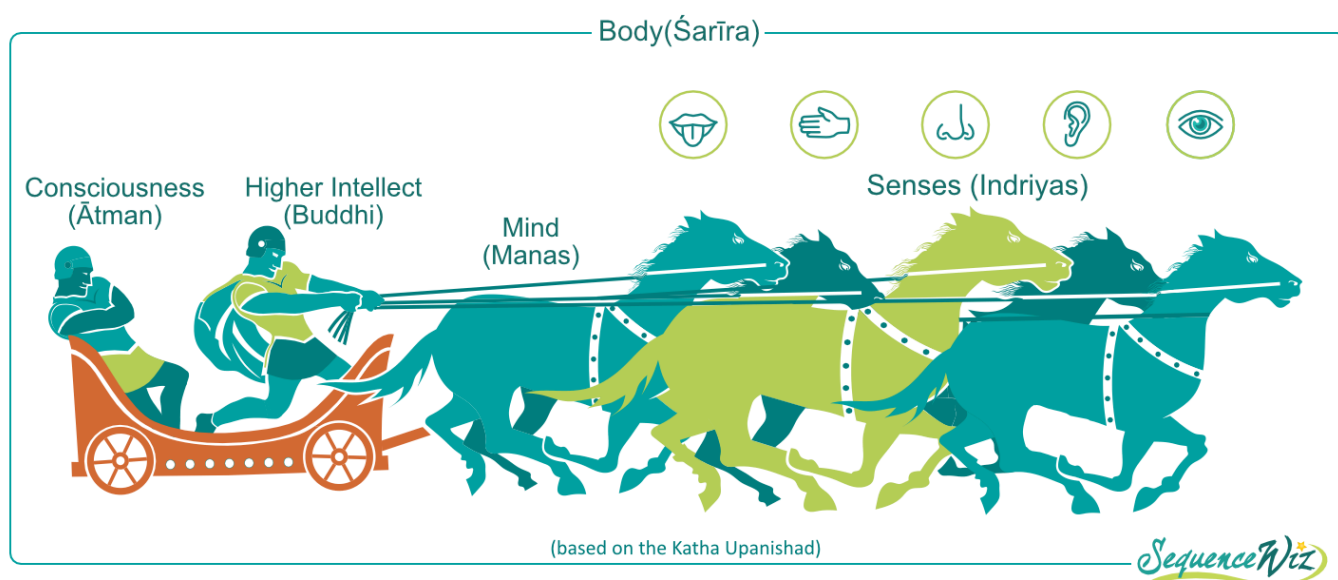 Body(Śarīra)
Consciousness
(Ātman)
Higher Intellect
(Buddhi)
Mind
(Manas)
Senses (Indriyas)
(based on the Katha Upanishad)
SequenceWiz